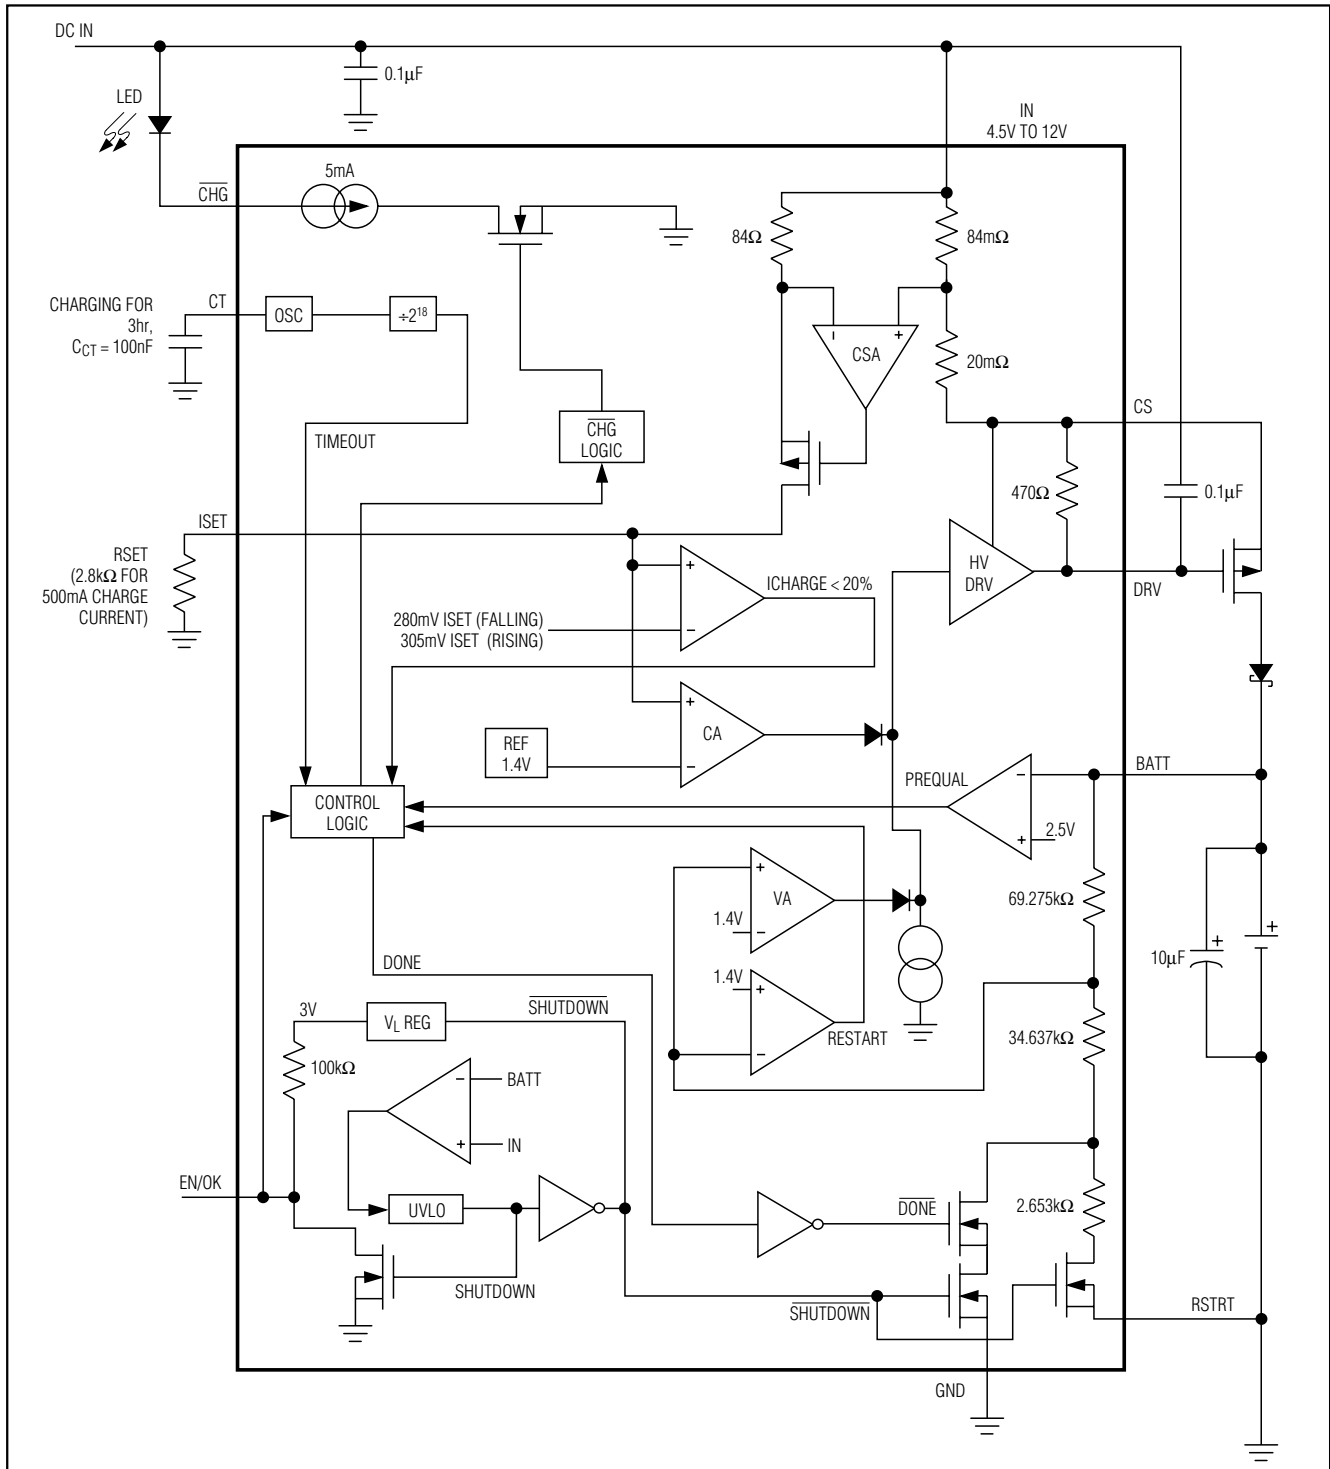 DC IN
0.1µF
LED
IN
4.5V TO 12V
5mA
CHG
84Ω
84mΩ
CHARGING FOR
3hr,
CCT = 100nF
CT
OSC
÷2¹⁸
CSA
20mΩ
CS
TIMEOUT
CHG
LOGIC
470Ω
0.1µF
ISET
RSET
(2.8kΩ FOR
500mA CHARGE
CURRENT)
+
−
ICHARGE < 20%
280mV ISET (FALLING)
305mV ISET (RISING)
HV
DRV
DRV
REF
1.4V
+
CA
−
PREQUAL
−
+
2.5V
BATT
CONTROL
LOGIC
+
VA
1.4V
−
69.275kΩ
10µF
+
+
DONE
1.4V
+
−
RESTART
34.637kΩ
3V
VL REG
SHUTDOWN
100kΩ
−
BATT
+
IN
EN/OK
UVLO
SHUTDOWN
DONE
2.653kΩ
SHUTDOWN
RSTRT
GND